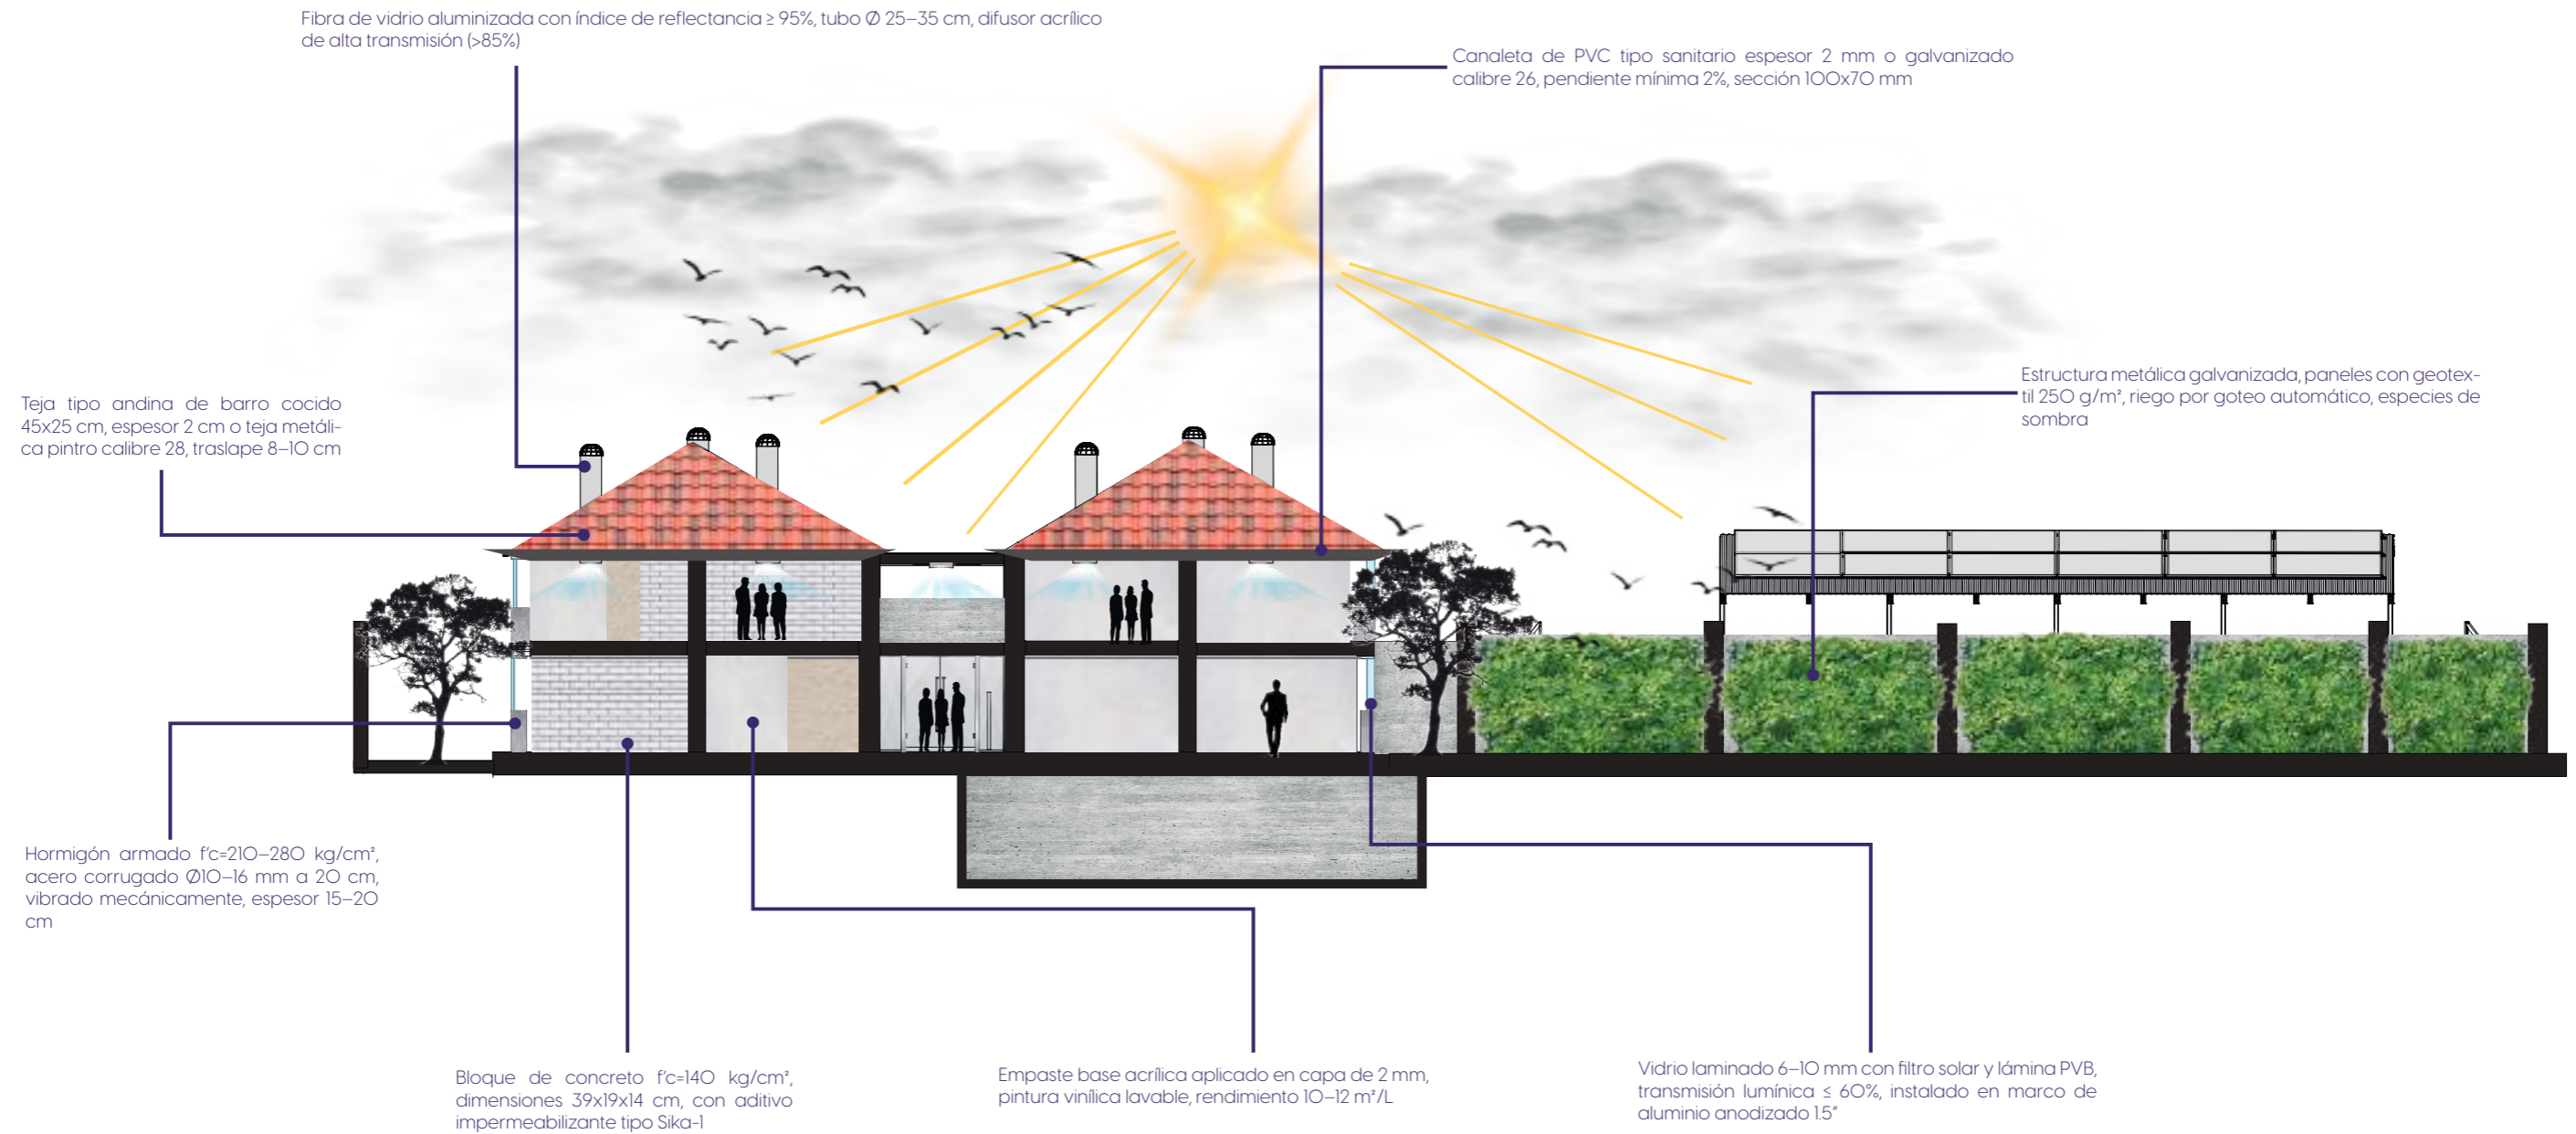 Fibra de vidrio aluminizada con índice de reflectancia ≥ 95%, tubo Ø 25–35 cm, difusor acrílico
de alta transmisión (>85%)
Canaleta de PVC tipo sanitario espesor 2 mm o galvanizado
calibre 26, pendiente mínima 2%, sección 100x70 mm
Estructura metálica galvanizada, paneles con geotex-
til 250 g/m², riego por goteo automático, especies de
sombra
Teja tipo andina de barro cocido
45x25 cm, espesor 2 cm o teja metáli-
ca pintro calibre 28, traslape 8–10 cm
Hormigón armado f'c=210–280 kg/cm²,
acero corrugado Ø10–16 mm a 20 cm,
vibrado mecánicamente, espesor 15–20
cm
Bloque de concreto f'c=140 kg/cm²,
dimensiones 39x19x14 cm, con aditivo
impermeabilizante tipo Sika-1
Empaste base acrílica aplicado en capa de 2 mm,
pintura vinílica lavable, rendimiento 10–12 m²/L
Vidrio laminado 6–10 mm con filtro solar y lámina PVB,
transmisión lumínica ≤ 60%, instalado en marco de
aluminio anodizado 1.5"